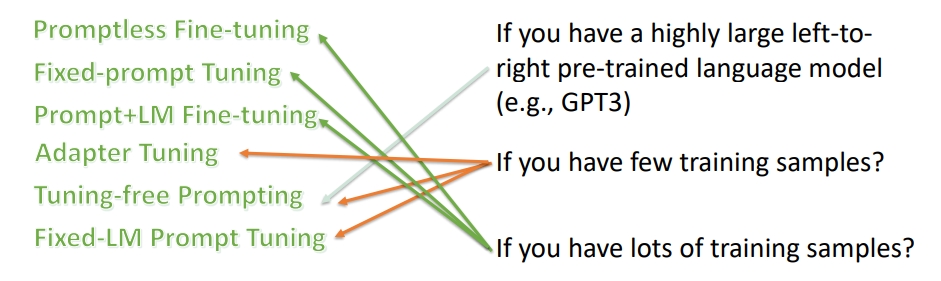 Promptless Fine-tuning
Fixed-prompt Tuning
Prompt+LM Fine-tuning
Adapter Tuning
Tuning-free Prompting
Fixed-LM Prompt Tuning
If you have a highly large left-to-
right pre-trained language model
(e.g., GPT3)
If you have few training samples?
If you have lots of training samples?